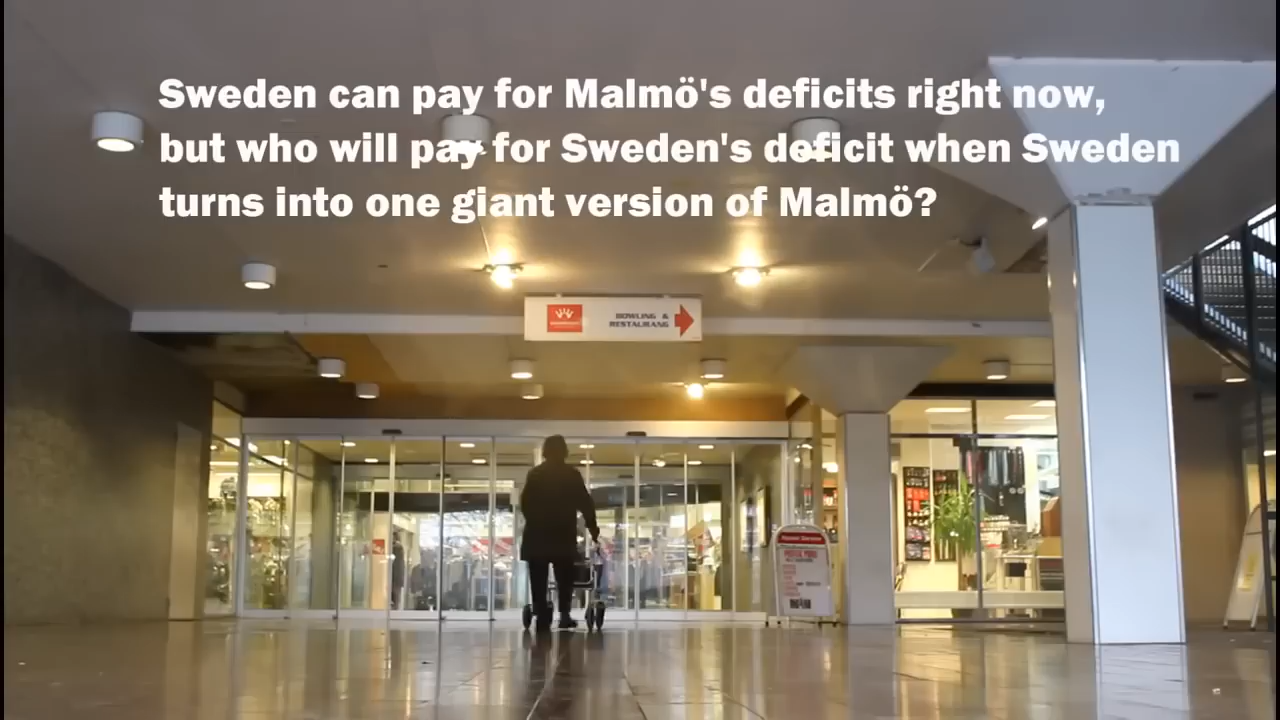 Sweden can pay for Malmö's deficits right now,
but who will pay for Sweden's deficit when Sweden
turns into one giant version of Malmö?
BOWLING &
RESTAURANG